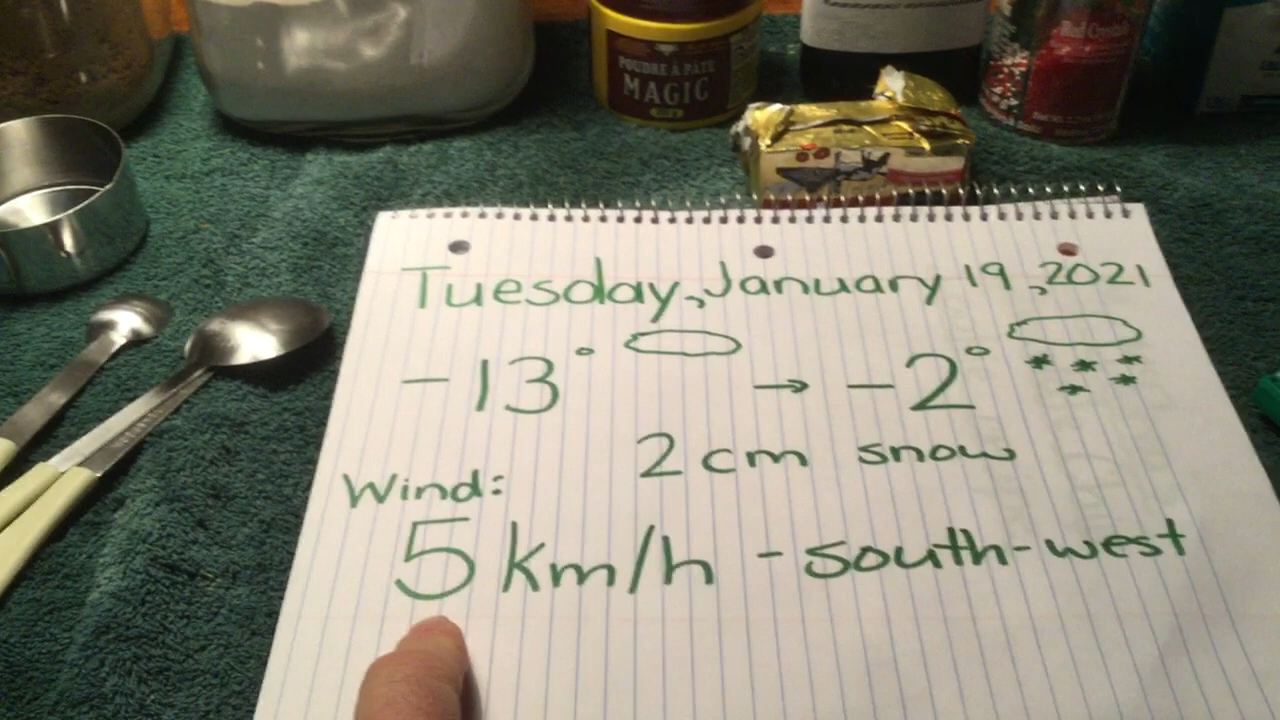 POUDRE À PÂTE
MAGIC
Tuesday, January 19, 2021
-13° → -2°
2 cm snow
Wind:
5 km/h - south-west